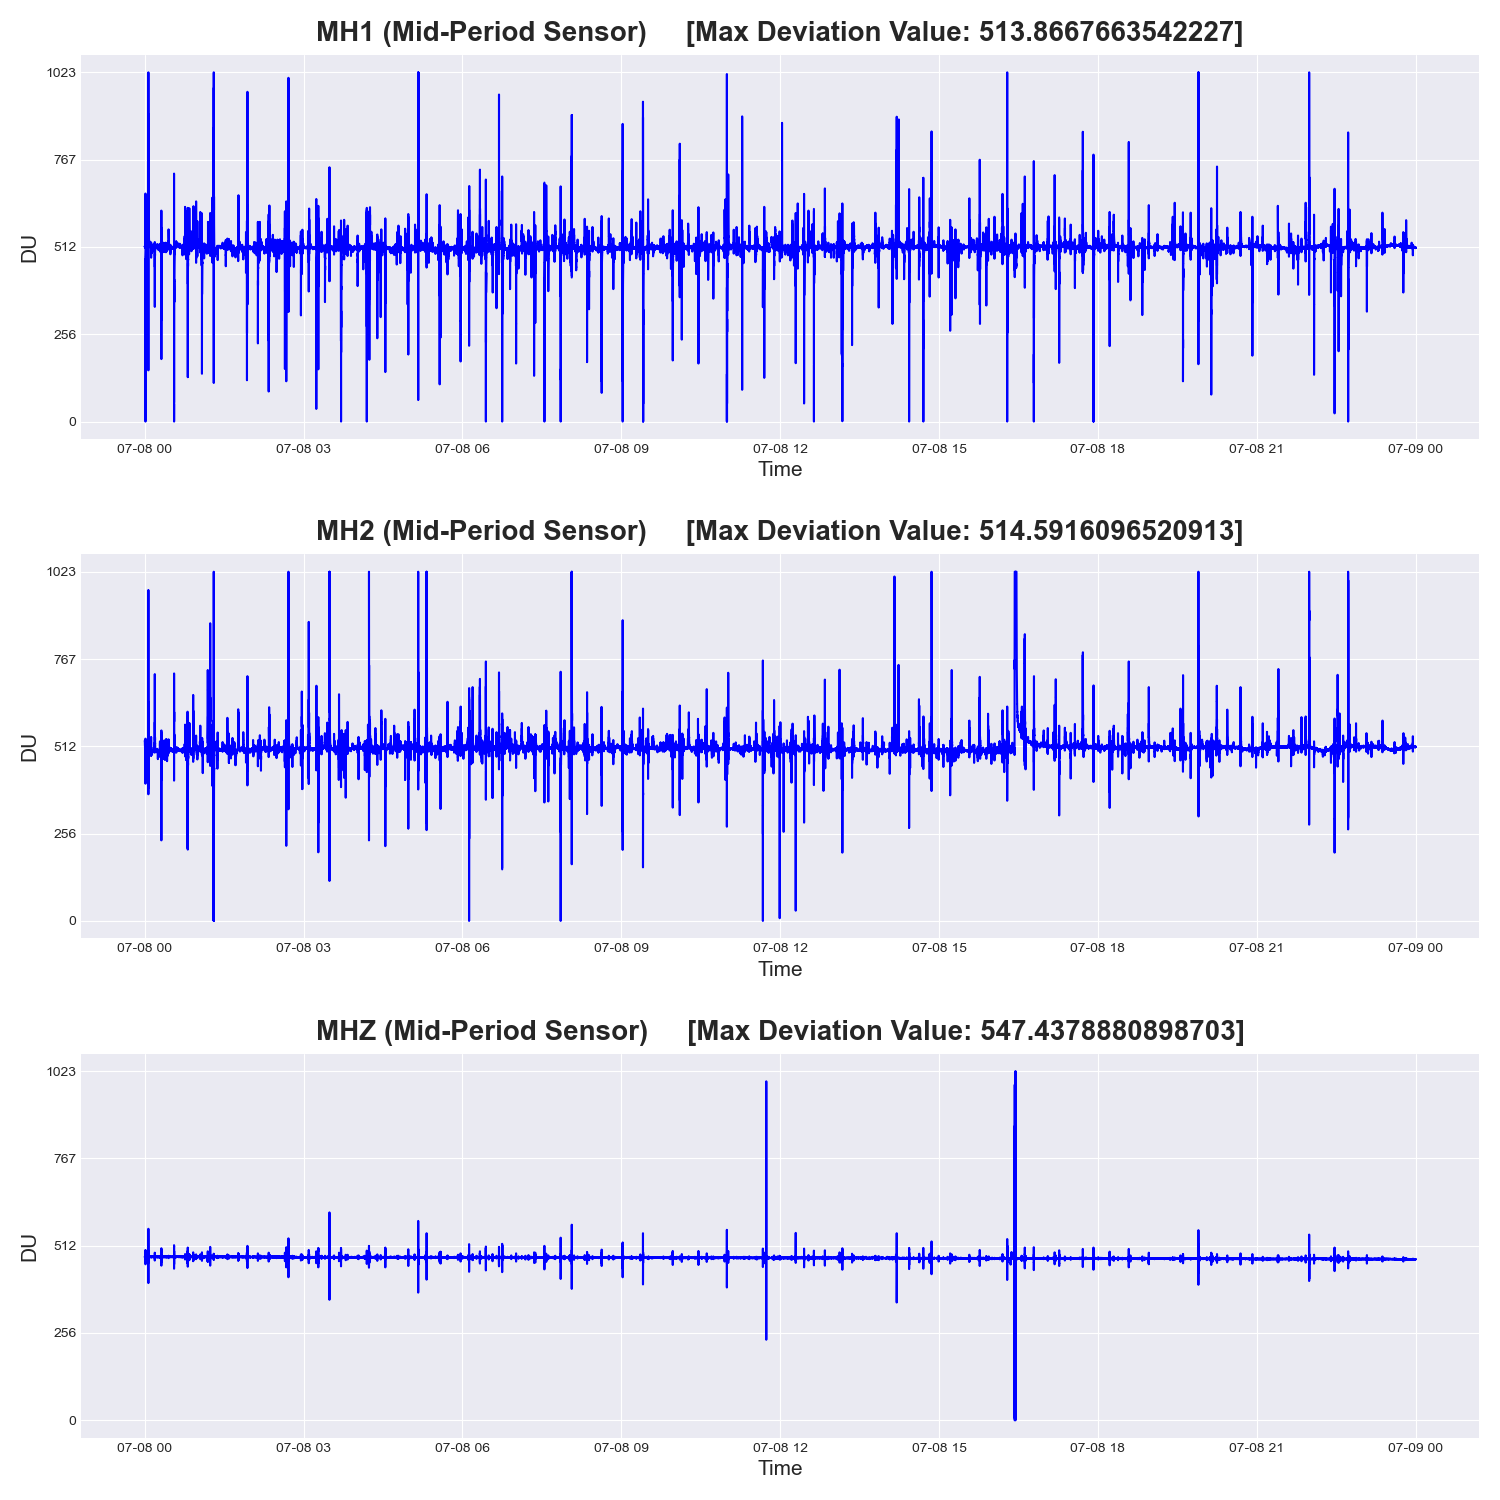 MH1 (Mid-Period Sensor) [Max Deviation Value: 513.8667663542227]
1023
767
512
256
0
DU
07-08 00 07-08 03 07-08 06 07-08 09 07-08 12 07-08 15 07-08 18 07-08 21 07-09 00
Time
MH2 (Mid-Period Sensor) [Max Deviation Value: 514.5916096520913]
1023
767
512
256
0
DU
07-08 00 07-08 03 07-08 06 07-08 09 07-08 12 07-08 15 07-08 18 07-08 21 07-09 00
Time
MHZ (Mid-Period Sensor) [Max Deviation Value: 547.4378880898703]
1023
767
512
256
0
DU
07-08 00 07-08 03 07-08 06 07-08 09 07-08 12 07-08 15 07-08 18 07-08 21 07-09 00
Time